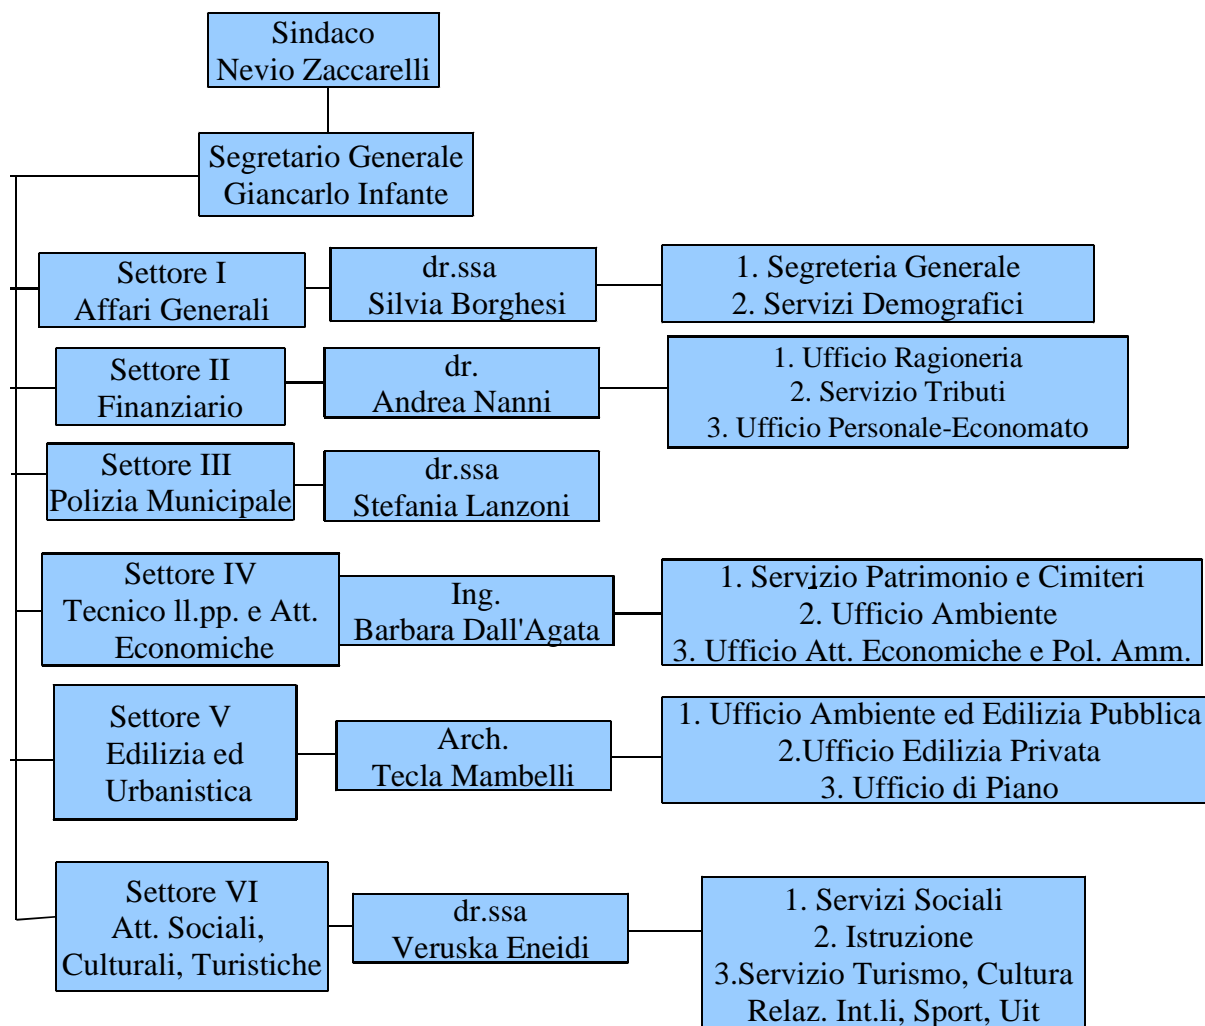 Sindaco
Nevio Zaccarelli
Segretario Generale
Giancarlo Infante
Settore I
Affari Generali
dr.ssa
Silvia Borghesi
1. Segreteria Generale
2. Servizi Demografici
Settore II
Finanziario
dr.
Andrea Nanni
1. Ufficio Ragioneria
2. Servizio Tributi
3. Ufficio Personale-Economato
Settore III
Polizia Municipale
dr.ssa
Stefania Lanzoni
Settore IV
Tecnico ll.pp. e Att.
Economiche
Ing.
Barbara Dall'Agata
1. Servizio Patrimonio e Cimiteri
2. Ufficio Ambiente
3. Ufficio Att. Economiche e Pol. Amm.
Settore V
Edilizia ed
Urbanistica
Arch.
Tecla Mambelli
1. Ufficio Ambiente ed Edilizia Pubblica
2.Ufficio Edilizia Privata
3. Ufficio di Piano
Settore VI
Att. Sociali,
Culturali, Turistiche
dr.ssa
Veruska Eneidi
1. Servizi Sociali
2. Istruzione
3.Servizio Turismo, Cultura
Relaz. Int.li, Sport, Uit